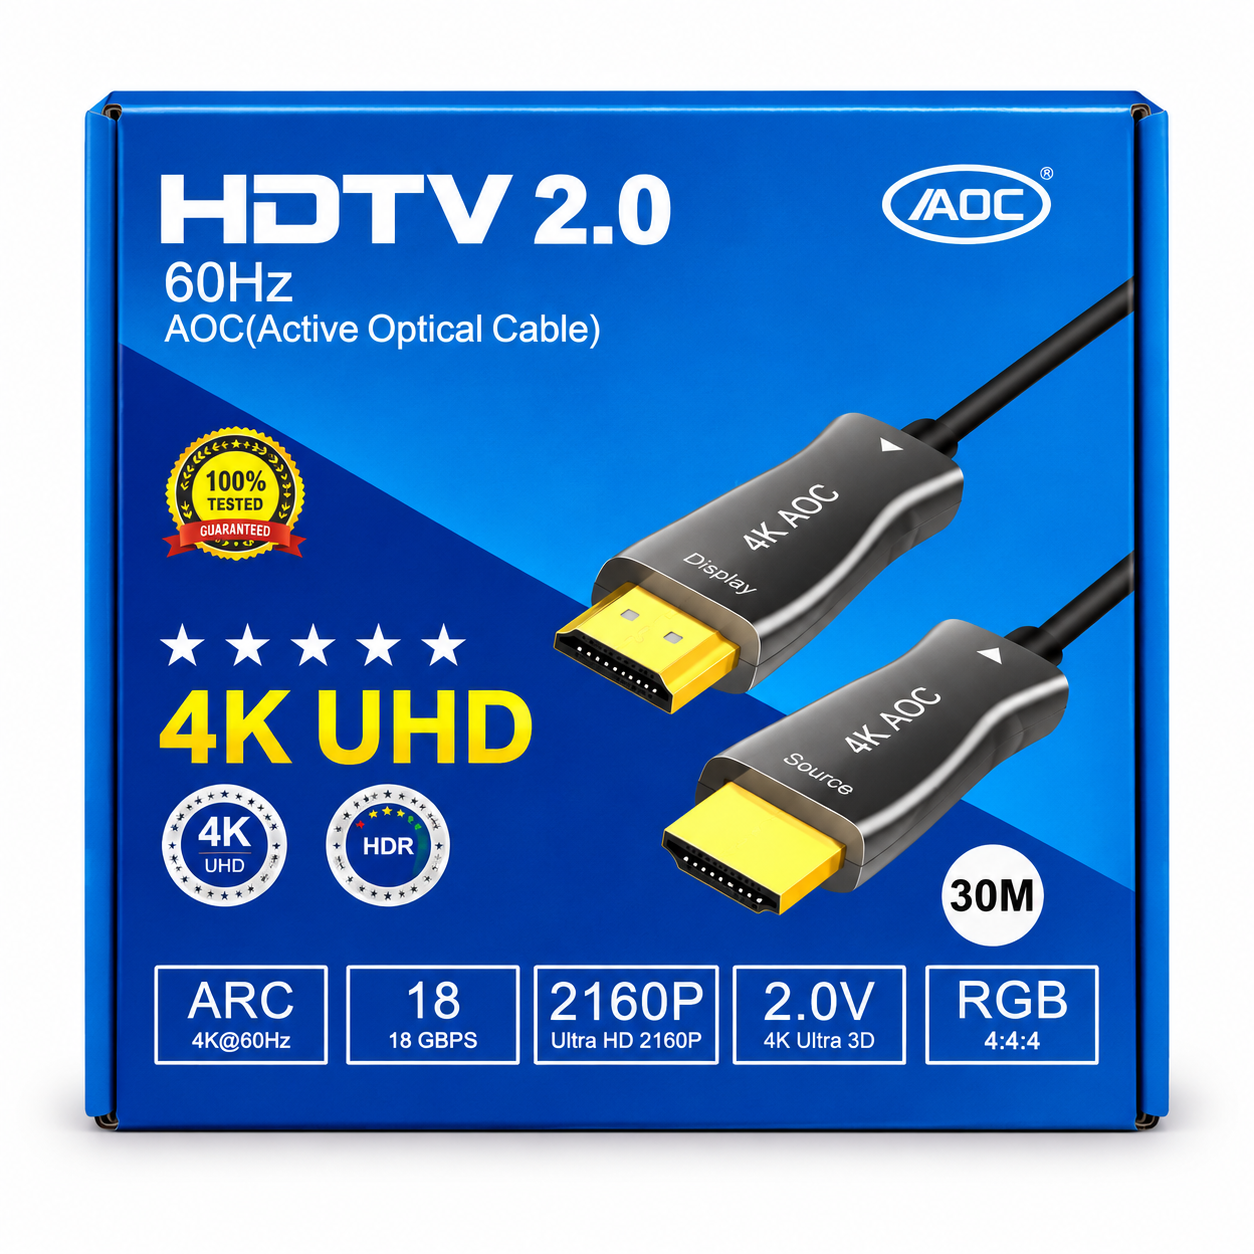 HDTV 2.0
AOC®
60Hz
AOC(Active Optical Cable)
100%
TESTED
GUARANTEED
4K AOC
Display
4K AOC
Source
4K UHD
4K
UHD
HDR
30M
ARC
4K@60Hz
18
18 GBPS
2160P
Ultra HD 2160P
2.0V
4K Ultra 3D
RGB
4:4:4